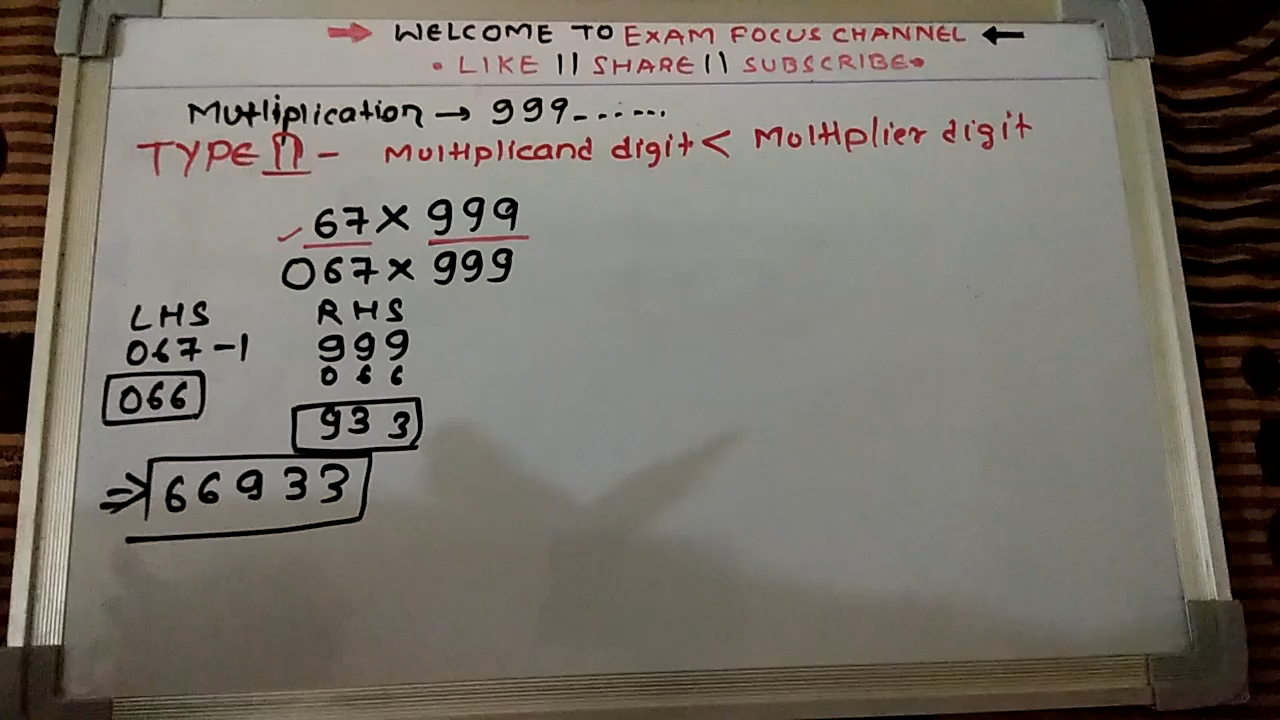 → WELCOME TO EXAM FOCUS CHANNEL ←
• LIKE || SHARE || SUBSCRIBE •
Mutliplication → 999-......
TYPE II - Multiplicand digit < Moltiplier digit
67 × 999
067 × 999
LHS RHS
067-1 999
066
066
933
⇒ 66933